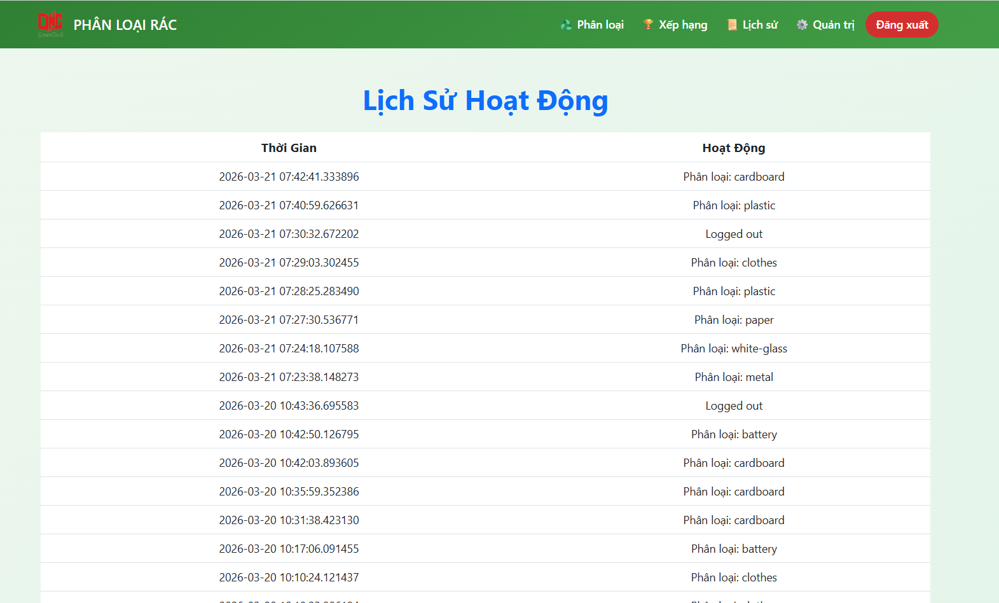 QNG
GreenTech
PHÂN LOẠI RÁC
Phân loại Xếp hạng Lịch sử Quản trị Đăng xuất
Lịch Sử Hoạt Động
Thời Gian Hoạt Động
2026-03-21 07:42:41.333896 Phân loại: cardboard
2026-03-21 07:40:59.626631 Phân loại: plastic
2026-03-21 07:30:32.672202 Logged out
2026-03-21 07:29:03.302455 Phân loại: clothes
2026-03-21 07:28:25.283490 Phân loại: plastic
2026-03-21 07:27:30.536771 Phân loại: paper
2026-03-21 07:24:18.107588 Phân loại: white-glass
2026-03-21 07:23:38.148273 Phân loại: metal
2026-03-20 10:43:36.695583 Logged out
2026-03-20 10:42:50.126795 Phân loại: battery
2026-03-20 10:42:03.893605 Phân loại: cardboard
2026-03-20 10:35:59.352386 Phân loại: cardboard
2026-03-20 10:31:38.423130 Phân loại: cardboard
2026-03-20 10:17:06.091455 Phân loại: battery
2026-03-20 10:10:24.121437 Phân loại: clothes